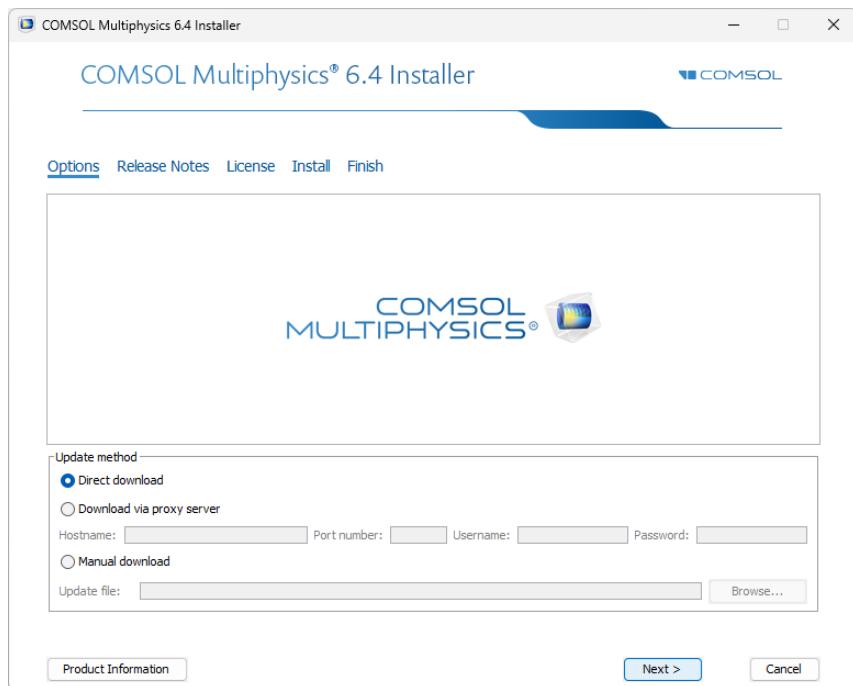 COMSOL Multiphysics 6.4 Installer
COMSOL Multiphysics® 6.4 Installer
COMSOL
Options Release Notes License Install Finish
COMSOL
MULTIPHYSICS®
Update method
Direct download
Download via proxy server
Hostname: Port number: Username: Password:
Manual download
Update file: Browse...
Product Information Next > Cancel